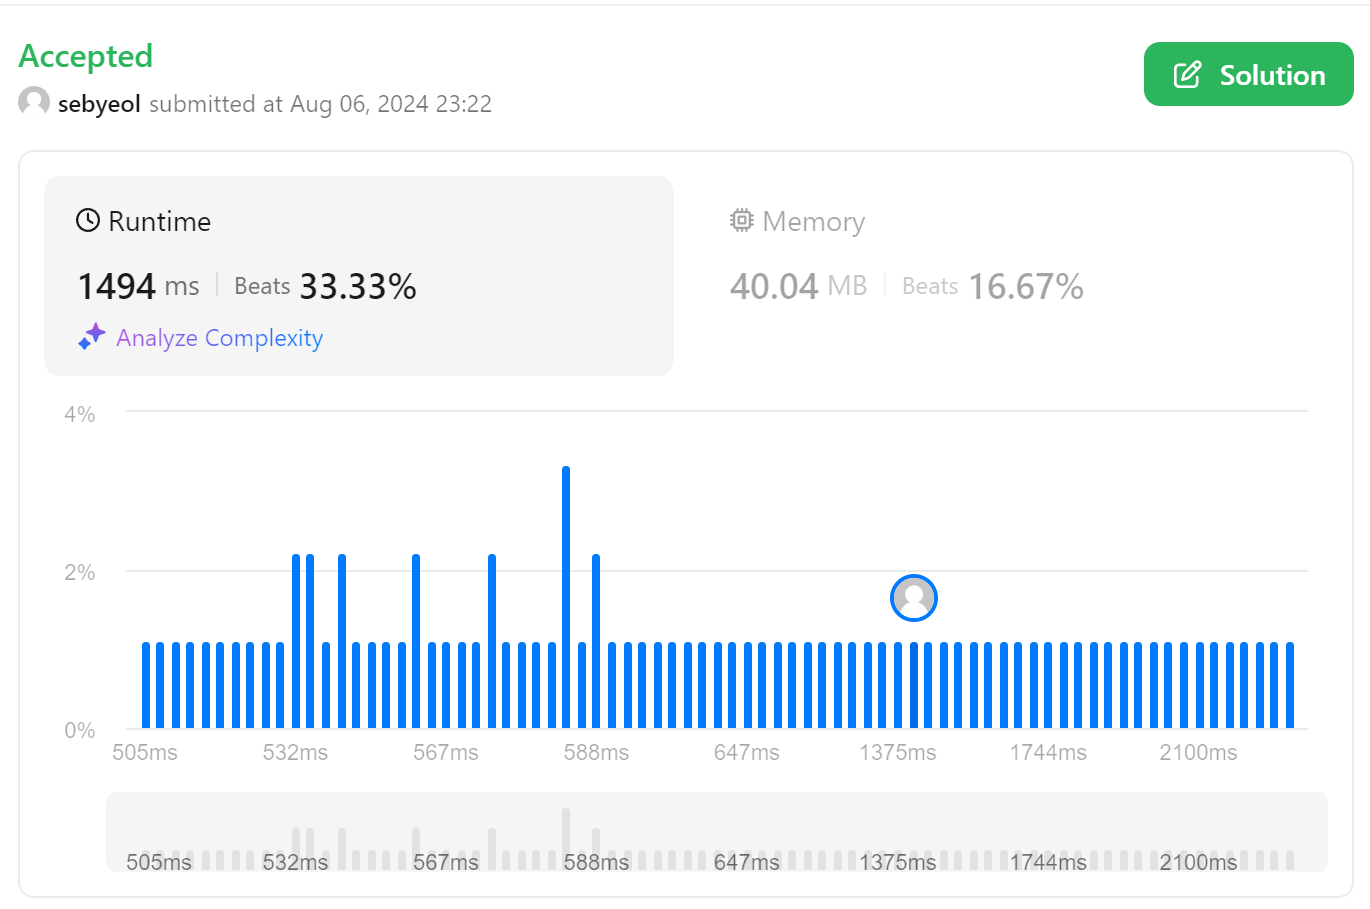 Accepted
Solution
sebyeol submitted at Aug 06, 2024 23:22
Runtime
Memory
1494 ms Beats 33.33%
40.04 MB Beats 16.67%
Analyze Complexity
4%
2%
0%
505ms 532ms 567ms 588ms 647ms 1375ms 1744ms 2100ms
505ms 532ms 567ms 588ms 647ms 1375ms 1744ms 2100ms